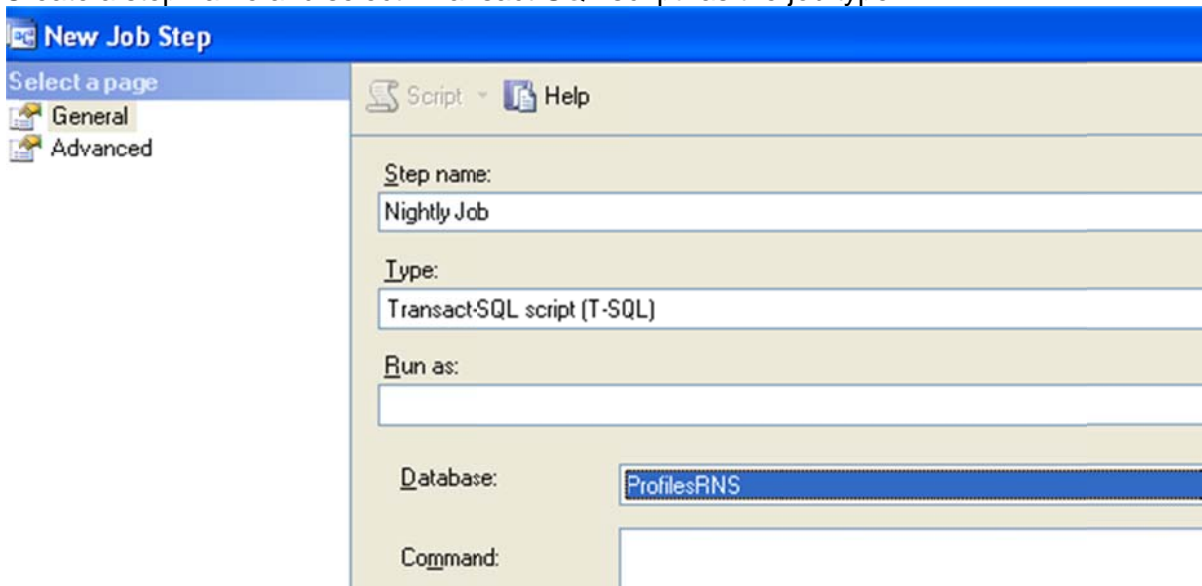 New Job Step
Select a page
General
Advanced
Script
Help
Step name:
Nightly Job
Type:
Transact-SQL script (T-SQL)
Run as:
Database:
ProfilesRNS
Command: